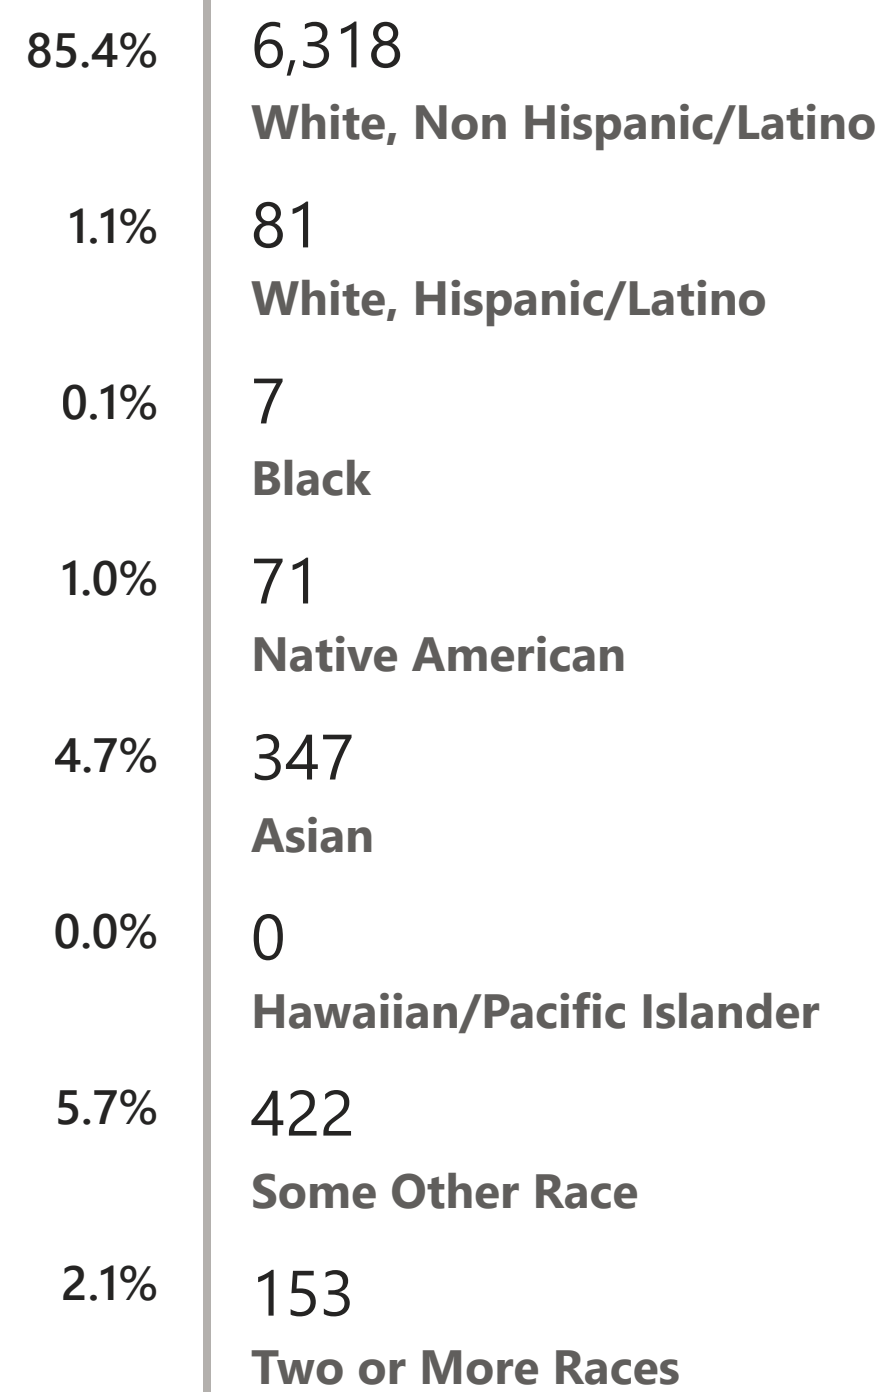 85.4%
6,318
White, Non Hispanic/Latino
1.1%
81
White, Hispanic/Latino
0.1%
7
Black
1.0%
71
Native American
4.7%
347
Asian
0.0%
0
Hawaiian/Pacific Islander
5.7%
422
Some Other Race
2.1%
153
Two or More Races